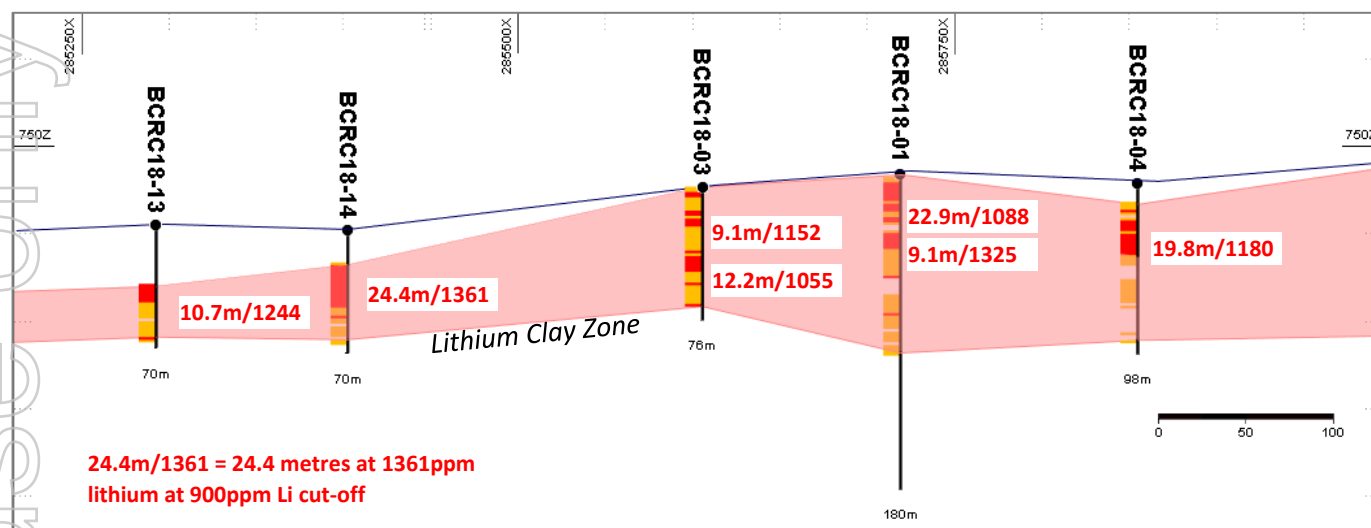 285250X
285500X
285750X
750Z
750Z
BCRC18-13
BCRC18-14
BCRC18-03
BCRC18-01
BCRC18-04
10.7m/1244
24.4m/1361
9.1m/1152
12.2m/1055
22.9m/1088
9.1m/1325
19.8m/1180
Lithium Clay Zone
70m
70m
76m
180m
98m
0 50 100
24.4m/1361 = 24.4 metres at 1361ppm
lithium at 900ppm Li cut-off